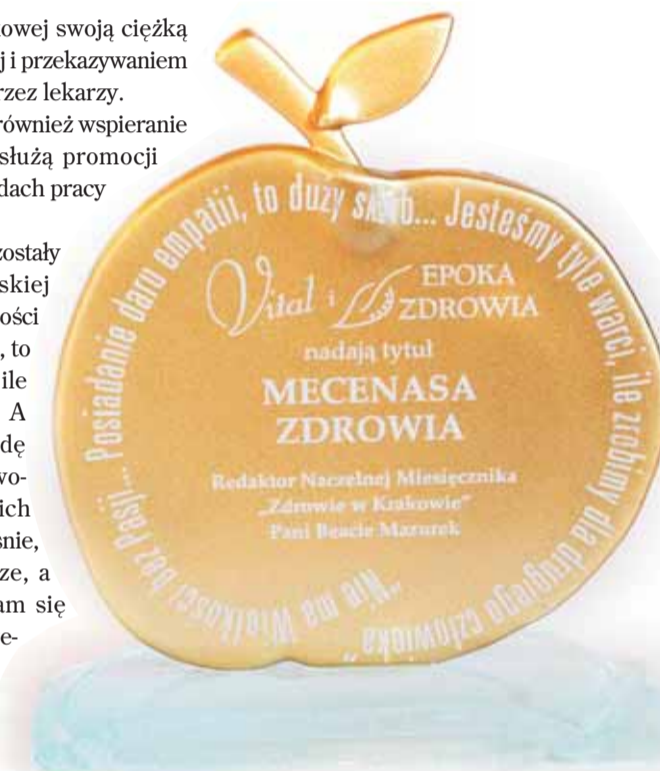 owej swoją ciężką
j i przekazywaniem
rzez lekarzy.
również wspieranie
służą promocji
dach pracy
zostały
skiej
ości
, to
ile
A
dę
wo-
ich
śnie,
ze, a
am się
e-
„Nie ma Wielkości bez Pasji... Posiadanie daru empatii, to duży skarb... Jesteśmy tyle warci, ile zrobimy dla drugiego człowieka”
Vital i EPOKA
ZDROWIA
nadają tytuł
MECENASA
ZDROWIA
Redaktor Naczelnej Miesięcznika
„Zdrowie w Krakowie”
Pani Beacie Mazurek